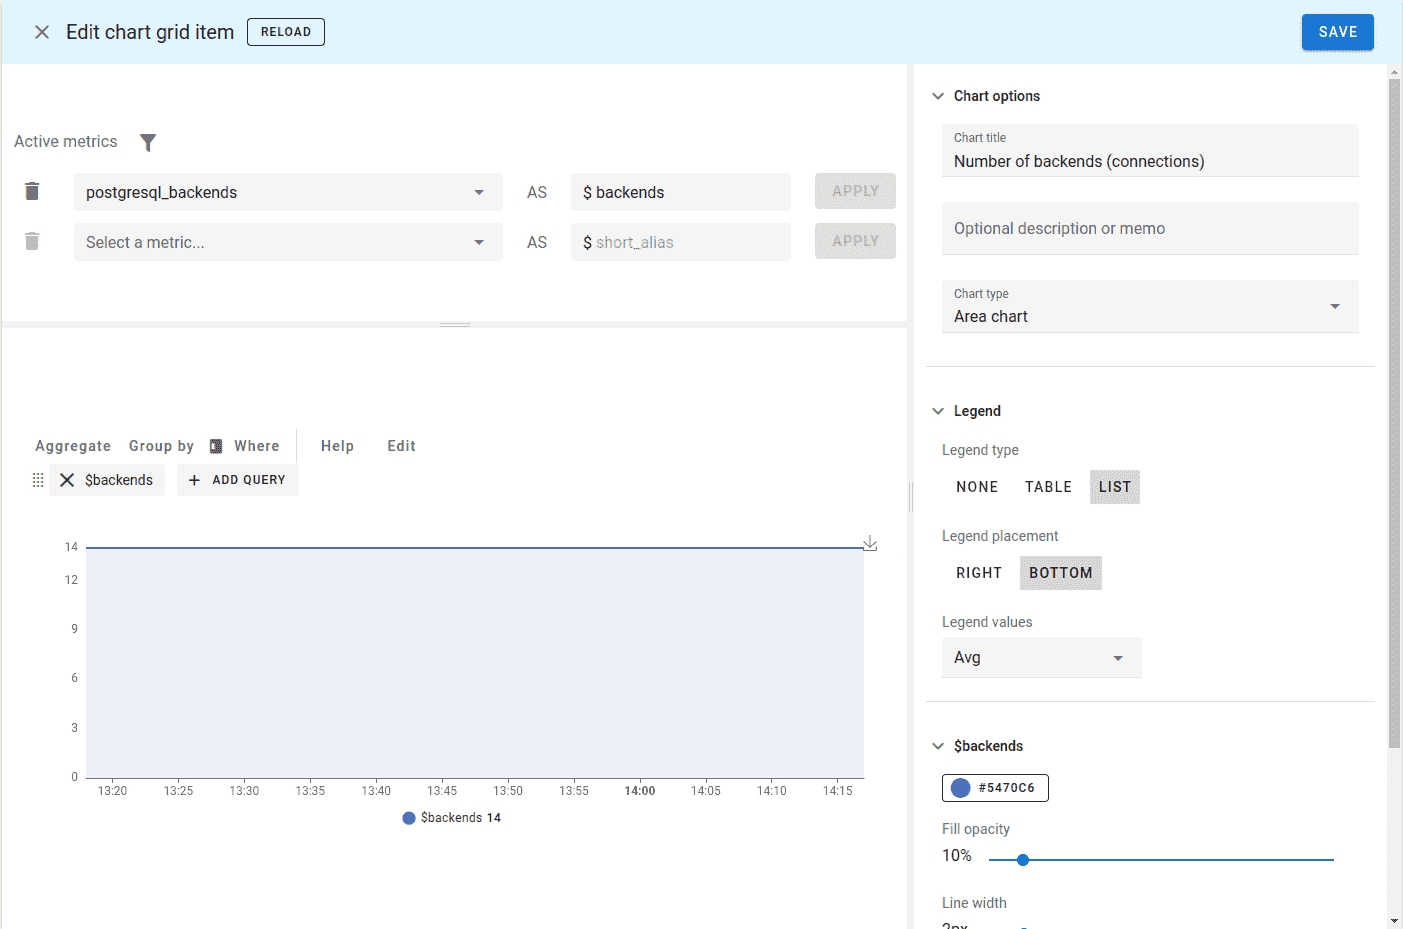 Edit chart grid item RELOAD SAVE
Active metrics
postgresql_backends AS $ backends APPLY
Select a metric... AS $ short_alias APPLY
Aggregate Group by Where Help Edit
$backends + ADD QUERY
14
12
9
6
3
0
13:20 13:25 13:30 13:35 13:40 13:45 13:50 13:55 14:00 14:05 14:10 14:15
$backends 14
Chart options
Chart title
Number of backends (connections)
Optional description or memo
Chart type
Area chart
Legend
Legend type
NONE TABLE LIST
Legend placement
RIGHT BOTTOM
Legend values
Avg
$backends
#5470C6
Fill opacity
10%
Line width
2px